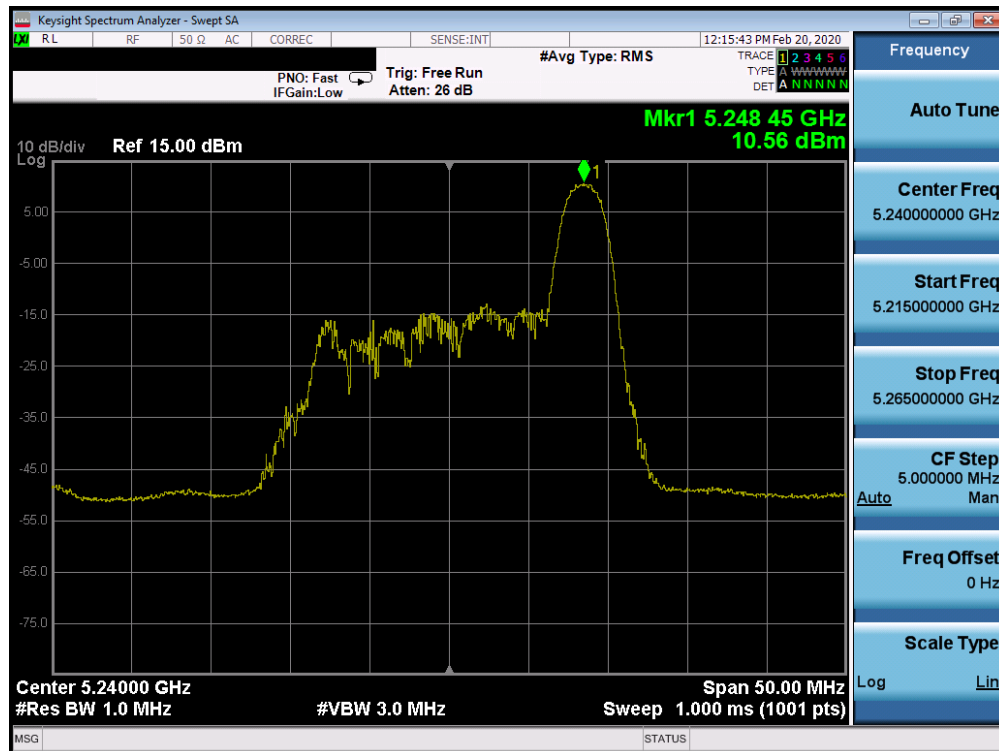 Keysight Spectrum Analyzer - Swept SA
LXI RL RF 50 Ω AC CORREC SENSE:INT 12:15:43 PM Feb 20, 2020
#Avg Type: RMS TRACE 1 2 3 4 5 6
PNO: Fast Trig: Free Run TYPE A WWWWW
IFGain:Low Atten: 26 dB DET A N N N N N
Mkr1 5.248 45 GHz
10 dB/div Ref 15.00 dBm 10.56 dBm
Log
1
5.00
-5.00
-15.0
-25.0
-35.0
-45.0
-55.0
-65.0
-75.0
Center 5.24000 GHz Span 50.00 MHz
#Res BW 1.0 MHz #VBW 3.0 MHz Sweep 1.000 ms (1001 pts)
MSG STATUS
Frequency
Auto Tune
Center Freq
5.240000000 GHz
Start Freq
5.215000000 GHz
Stop Freq
5.265000000 GHz
CF Step
5.000000 MHz
Auto Man
Freq Offset
0 Hz
Scale Type
Log Lin